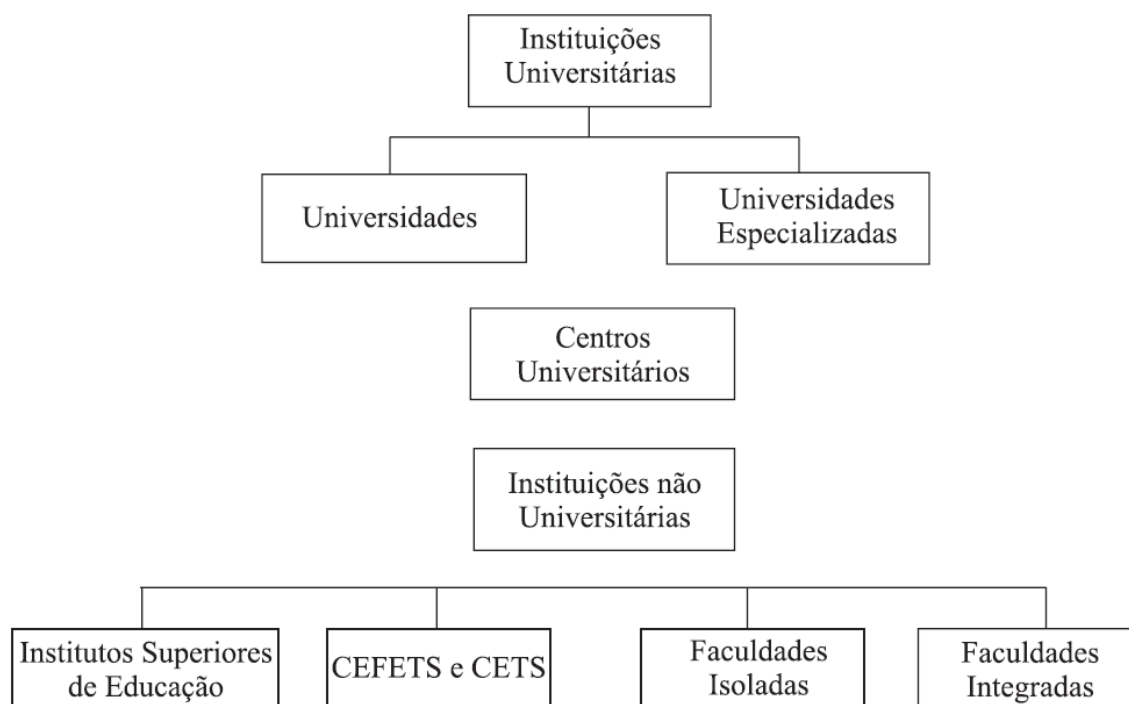 Instituições
Universitárias
Universidades
Universidades
Especializadas
Centros
Universitários
Instituições não
Universitárias
Institutos Superiores
de Educação
CEFETS e CETS
Faculdades
Isoladas
Faculdades
Integradas